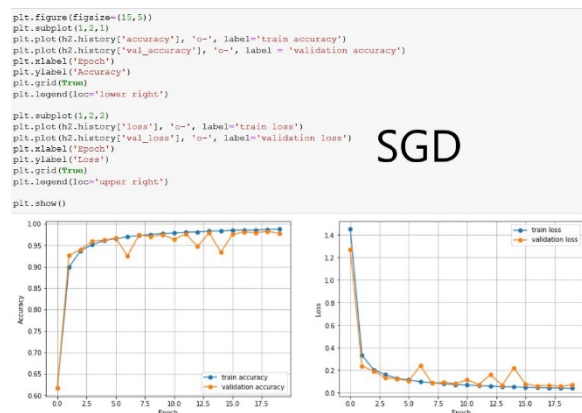 plt.figure(figsize=(15,5))
plt.subplot(1,2,1)
plt.plot(h2.history['accuracy'], 'o-', label='train accuracy')
plt.plot(h2.history['val_accuracy'], 'o-', label = 'validation accuracy')
plt.xlabel('Epoch')
plt.ylabel('Accuracy')
plt.grid(True)
plt.legend(loc='lower right')
plt.subplot(1,2,2)
plt.plot(h2.history['loss'], 'o-', label='train loss')
plt.plot(h2.history['val_loss'], 'o-', label='validation loss')
plt.xlabel('Epoch')
plt.ylabel('Loss')
plt.grid(True)
plt.legend(loc='upper right')
plt.show()
SGD
1.00
0.95
0.90
0.85
0.80
0.75
0.70
0.65
0.60
Accuracy
train accuracy
validation accuracy
0.0 2.5 5.0 7.5 10.0 12.5 15.0 17.5
Epoch
1.4
1.2
1.0
0.8
0.6
0.4
0.2
0.0
Loss
train loss
validation loss
0.0 2.5 5.0 7.5 10.0 12.5 15.0 17.5
Epoch